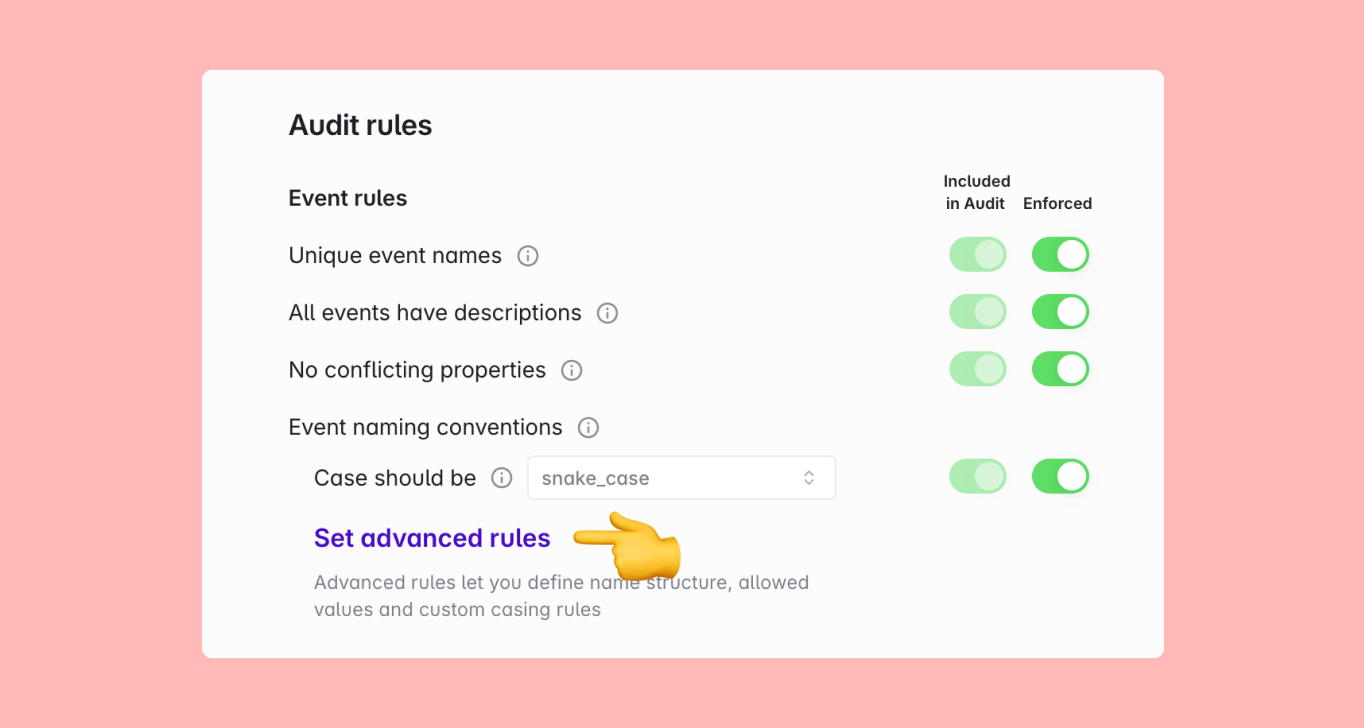 Audit rules
Included
in Audit
Event rules
Enforced
Unique event names
All events have descriptions
No conflicting properties
Event naming conventions
Case should be
snake_case
Set advanced rules
Advanced rules let you define name structure, allowed
values and custom casing rules